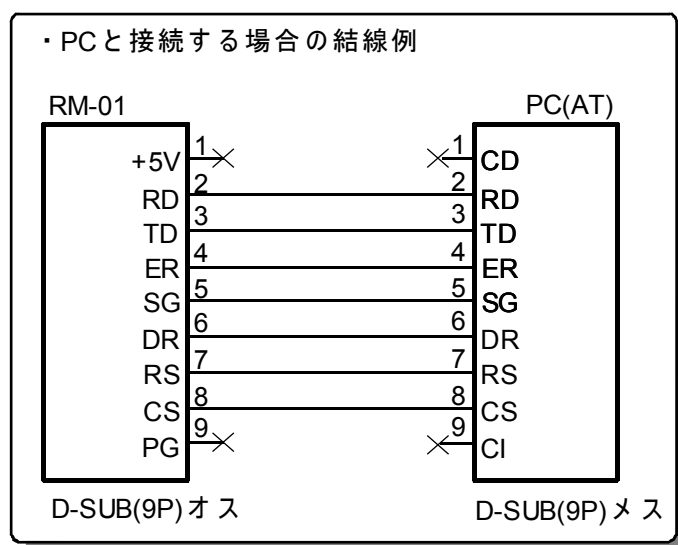 ・PCと接続する場合の結線例
RM-01 PC(AT)
+5V 1 1 CD
RD 2 2 RD
TD 3 3 TD
ER 4 4 ER
SG 5 5 SG
DR 6 6 DR
RS 7 7 RS
CS 8 8 CS
PG 9 9 CI
D-SUB(9P)オス D-SUB(9P)メス